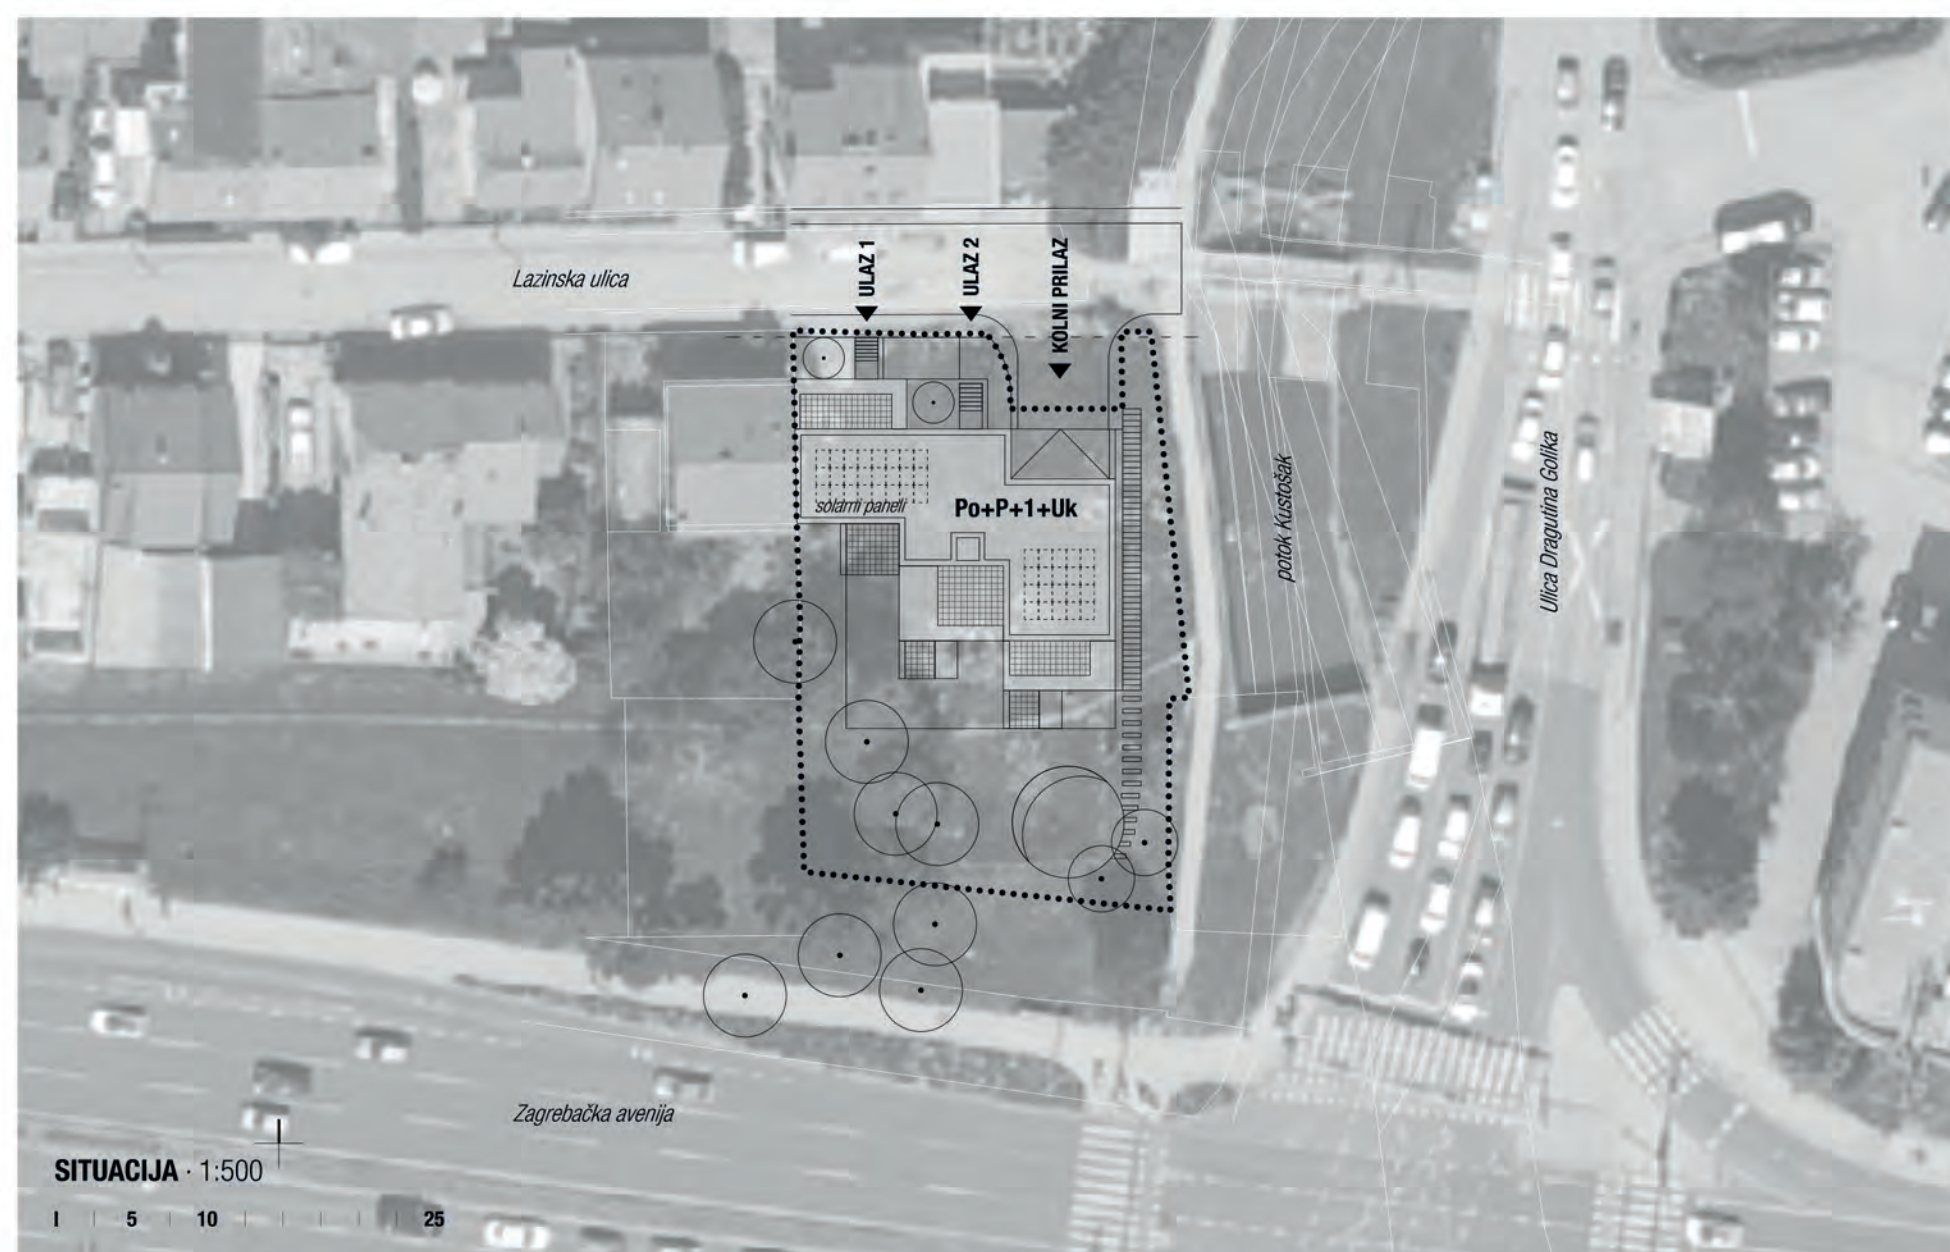 ULAZ 1
ULAZ 2
KOLNI PRILAZ
Lazinska ulica
solarni paneli
Po+P+1+Uk
potok Kustošak
Ulica Dragutina Golika
Zagrebačka avenija
SITUACIJA · 1:500
5 10 25